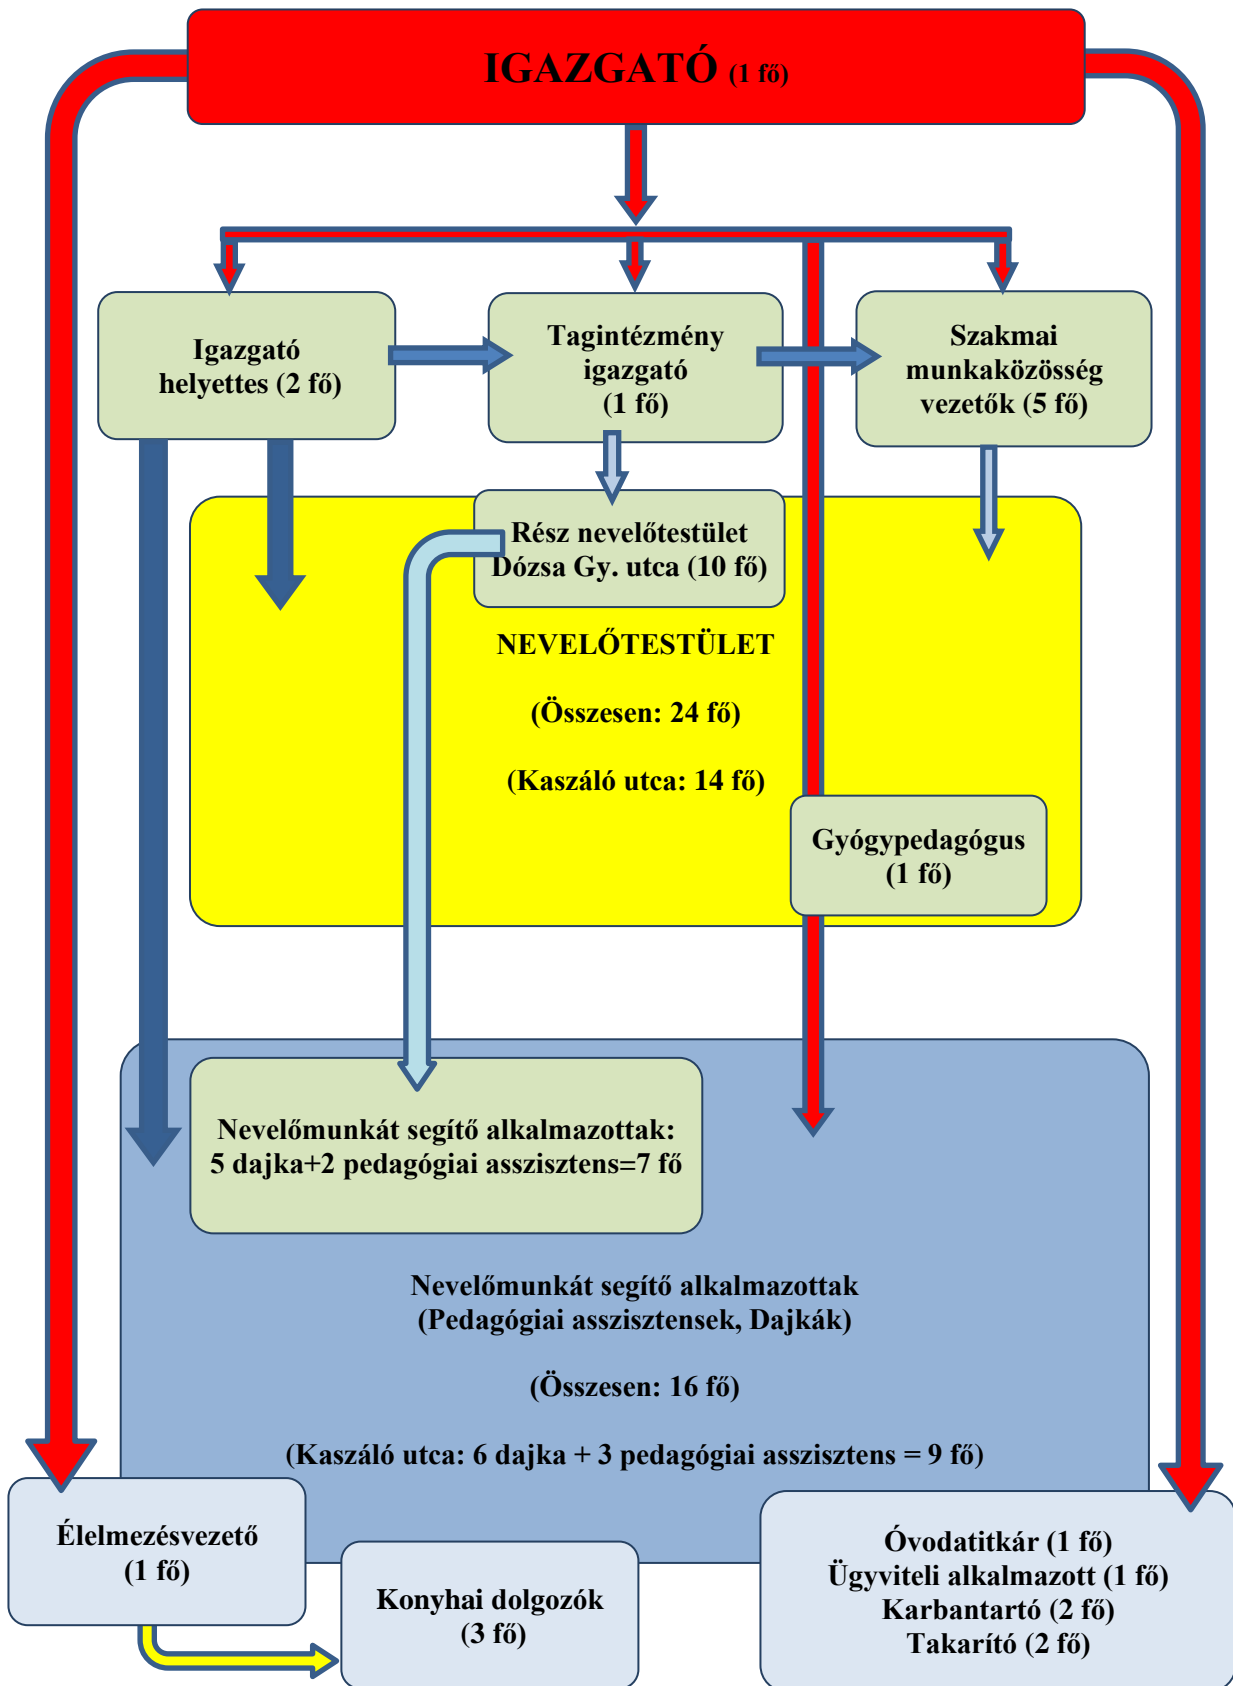 IGAZGATÓ (1 fő)
Igazgató
helyettes (2 fő)
Tagintézmény
igazgató
(1 fő)
Szakmai
munkaközösség
vezetők (5 fő)
Rész nevelőtestület
Dózsa Gy. utca (10 fő)
NEVELŐTESTÜLET
(Összesen: 24 fő)
(Kaszáló utca: 14 fő)
Gyógypedagógus
(1 fő)
Nevelőmunkát segítő alkalmazottak:
5 dajka+2 pedagógiai asszisztens=7 fő
Nevelőmunkát segítő alkalmazottak
(Pedagógiai asszisztensek, Dajkák)
(Összesen: 16 fő)
(Kaszáló utca: 6 dajka + 3 pedagógiai asszisztens = 9 fő)
Élelmezésvezető
(1 fő)
Konyhai dolgozók
(3 fő)
Óvodatitkár (1 fő)
Ügyviteli alkalmazott (1 fő)
Karbantartó (2 fő)
Takarító (2 fő)